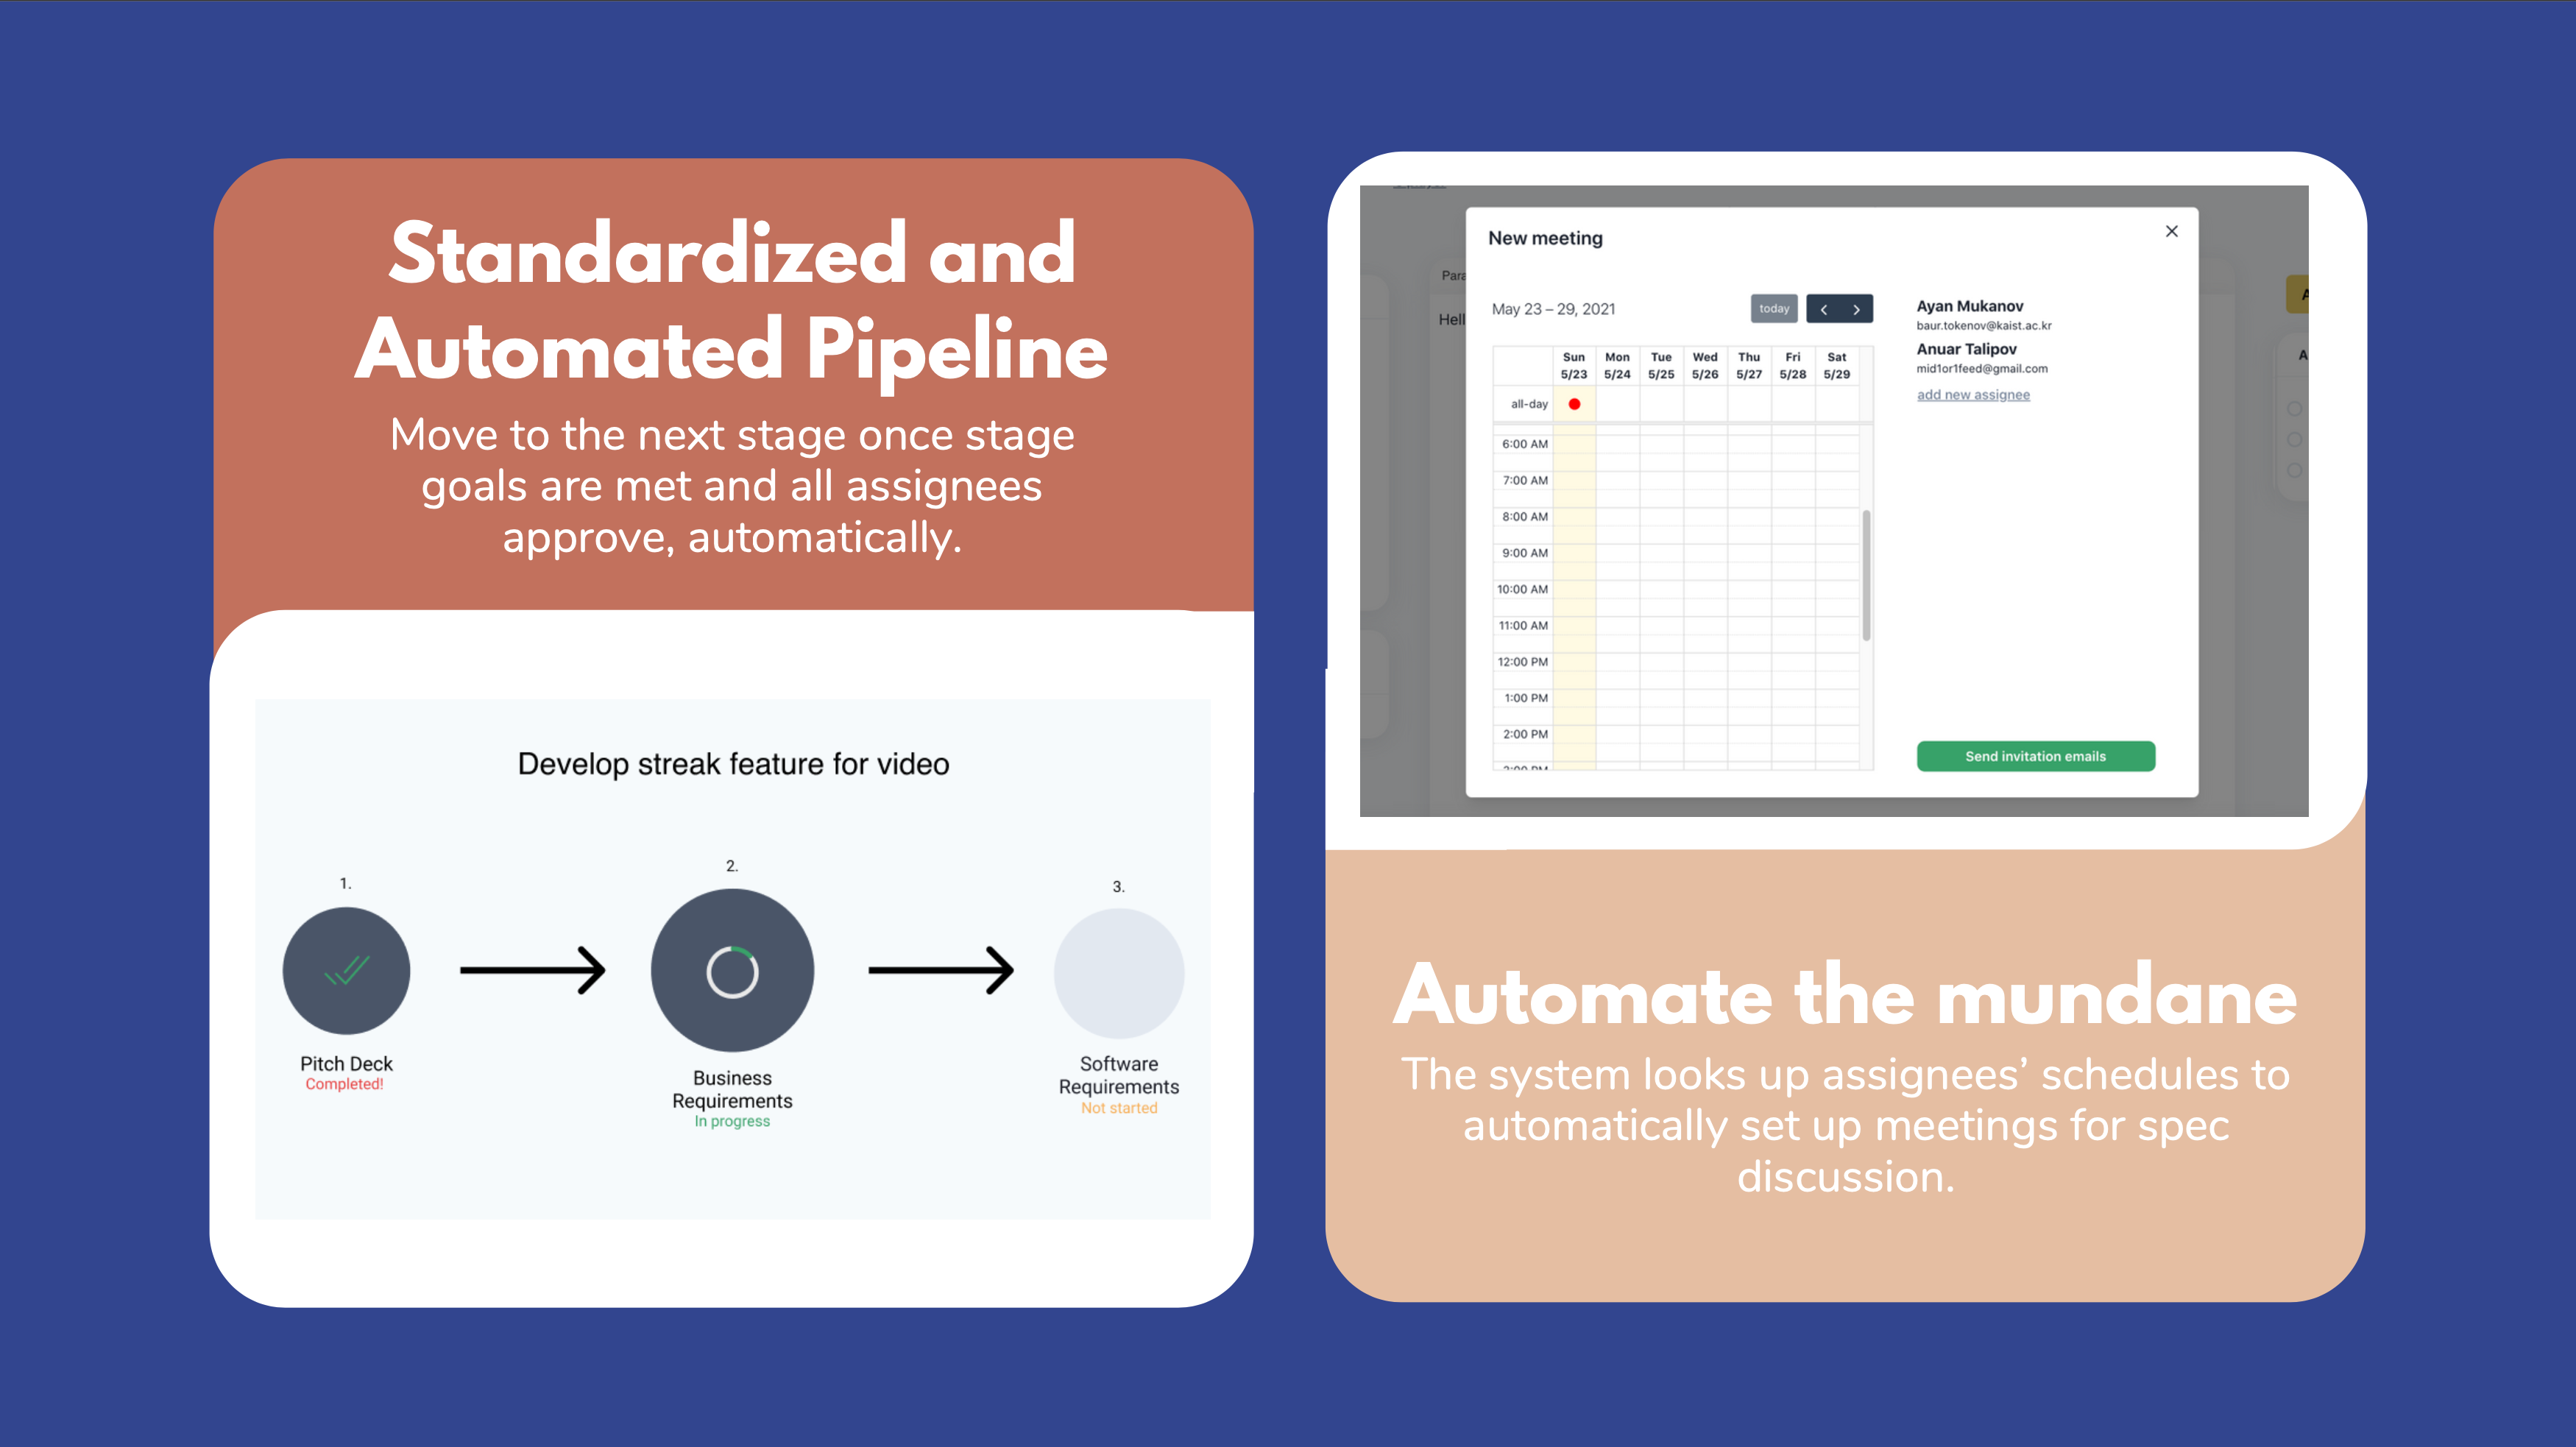 Standardized and
Automated Pipeline
Move to the next stage once stage
goals are met and all assignees
approve, automatically.
Develop streak feature for video
1.
2.
3.
Pitch Deck
Completed!
Business
Requirements
In progress
Software
Requirements
Not started
New meeting
May 23 – 29, 2021
today
Sun Mon Tue Wed Thu Fri Sat
5/23 5/24 5/25 5/26 5/27 5/28 5/29
all-day
6:00 AM
7:00 AM
8:00 AM
9:00 AM
10:00 AM
11:00 AM
12:00 PM
1:00 PM
2:00 PM
Ayan Mukanov
baur.tokenov@kaist.ac.kr
Anuar Talipov
mid1or1feed@gmail.com
add new assignee
Send invitation emails
Para
Hell
Automate the mundane
The system looks up assignees’ schedules to
automatically set up meetings for spec
discussion.